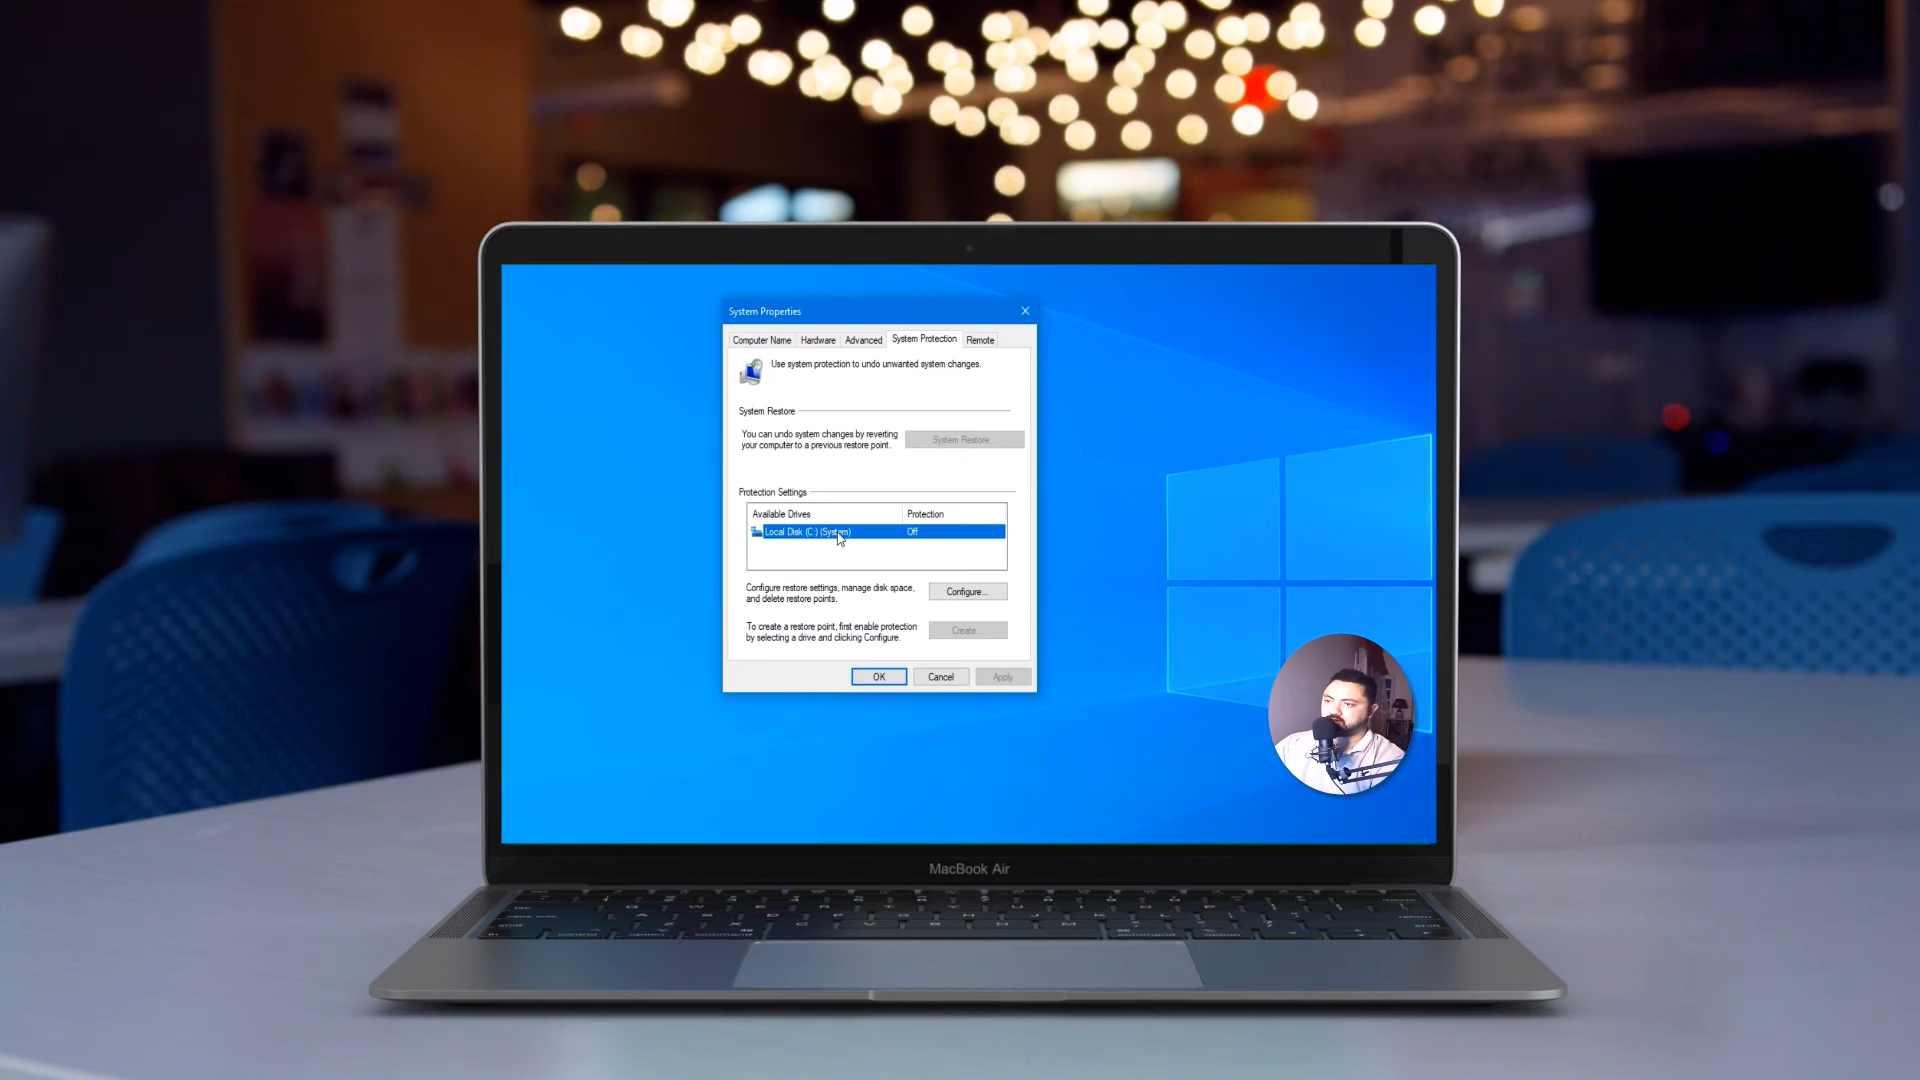 System Properties
Computer Name Hardware Advanced System Protection Remote
Use system protection to undo unwanted system changes.
System Restore
You can undo system changes by reverting
your computer to a previous restore point.
System Restore...
Protection Settings
Available Drives Protection
Local Disk (C:) (System) Off
Configure restore settings, manage disk space,
and delete restore points.
Configure...
To create a restore point, first enable protection
by selecting a drive and clicking Configure.
Create...
OK Cancel Apply
MacBook Air